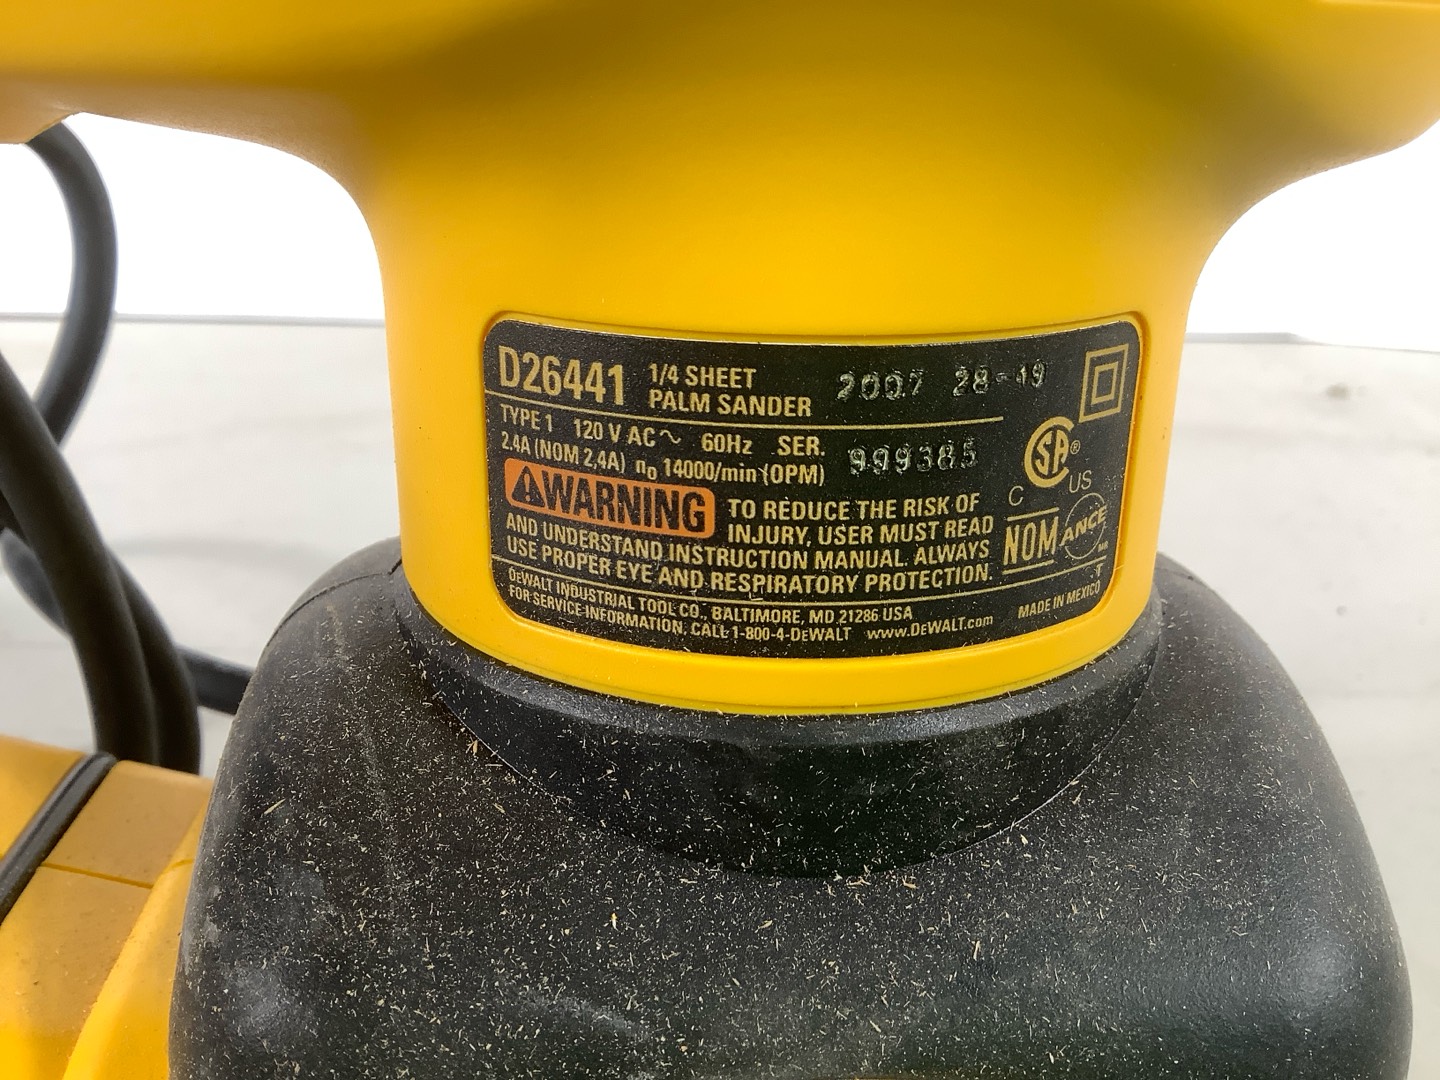 D26441 1/4 SHEET PALM SANDER 2007 28-49
TYPE 1 120 V AC~ 60Hz SER. 999385
2.4A (NOM 2,4A) n₀ 14000/min (OPM)
⚠WARNING TO REDUCE THE RISK OF
INJURY, USER MUST READ
AND UNDERSTAND INSTRUCTION MANUAL. ALWAYS
USE PROPER EYE AND RESPIRATORY PROTECTION.
DEWALT INDUSTRIAL TOOL CO., BALTIMORE, MD 21286 USA
FOR SERVICE INFORMATION, CALL 1-800-4-DEWALT www.DEWALT.com
MADE IN MEXICO
SA®
C US
NOM ANCE